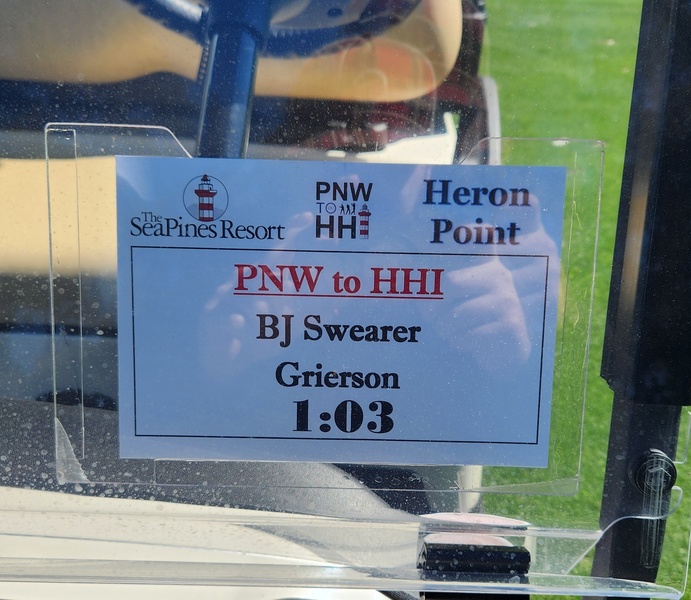 The
SeaPines Resort
PNW
TO
HHI
Heron
Point
PNW to HHI
BJ Swearer
Grierson
1:03